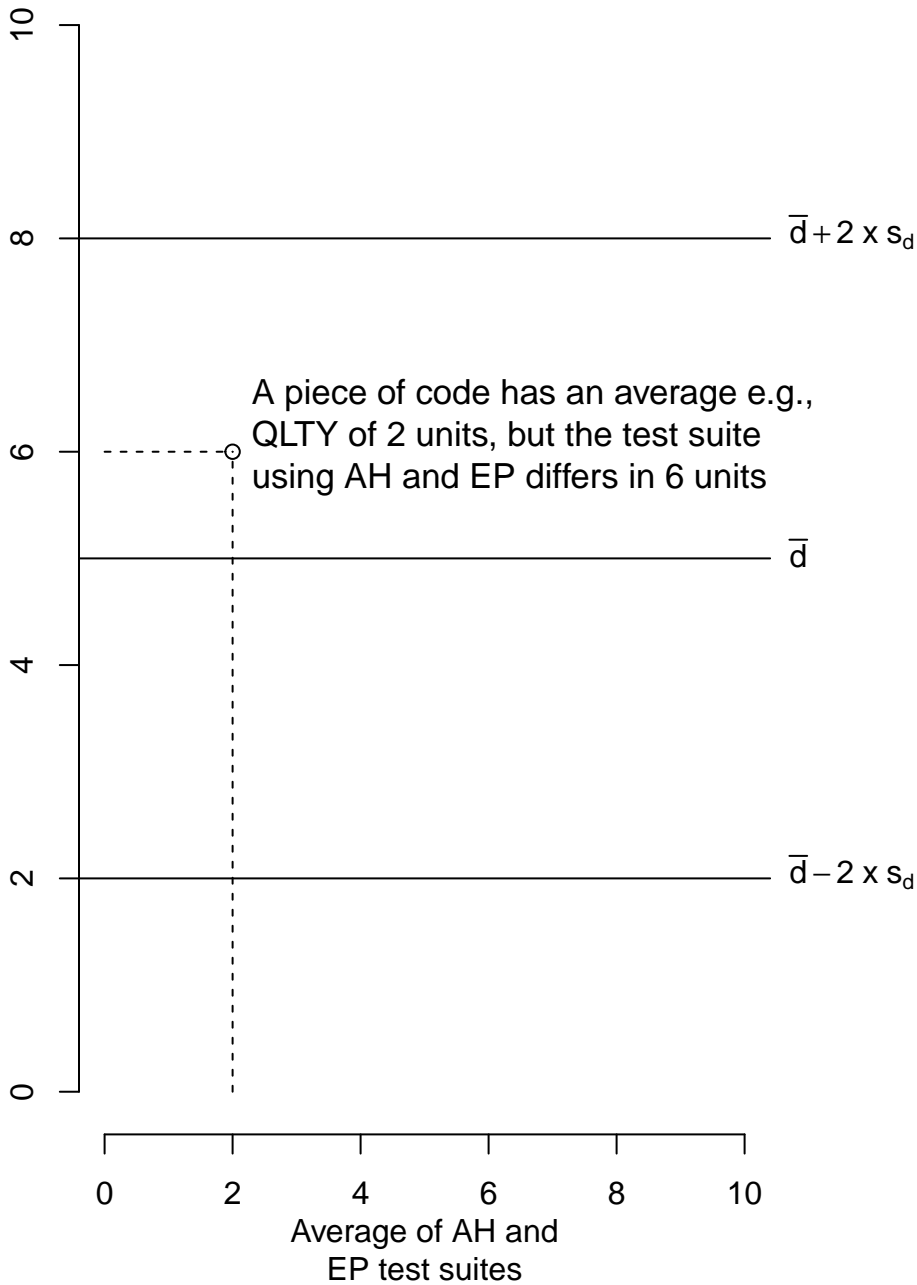 10
8
d̅+2 x s_d
A piece of code has an average e.g.,
QLTY of 2 units, but the test suite
using AH and EP differs in 6 units
6
d̅
4
2
d̅−2 x s_d
0
0 2 4 6 8 10
Average of AH and
EP test suites